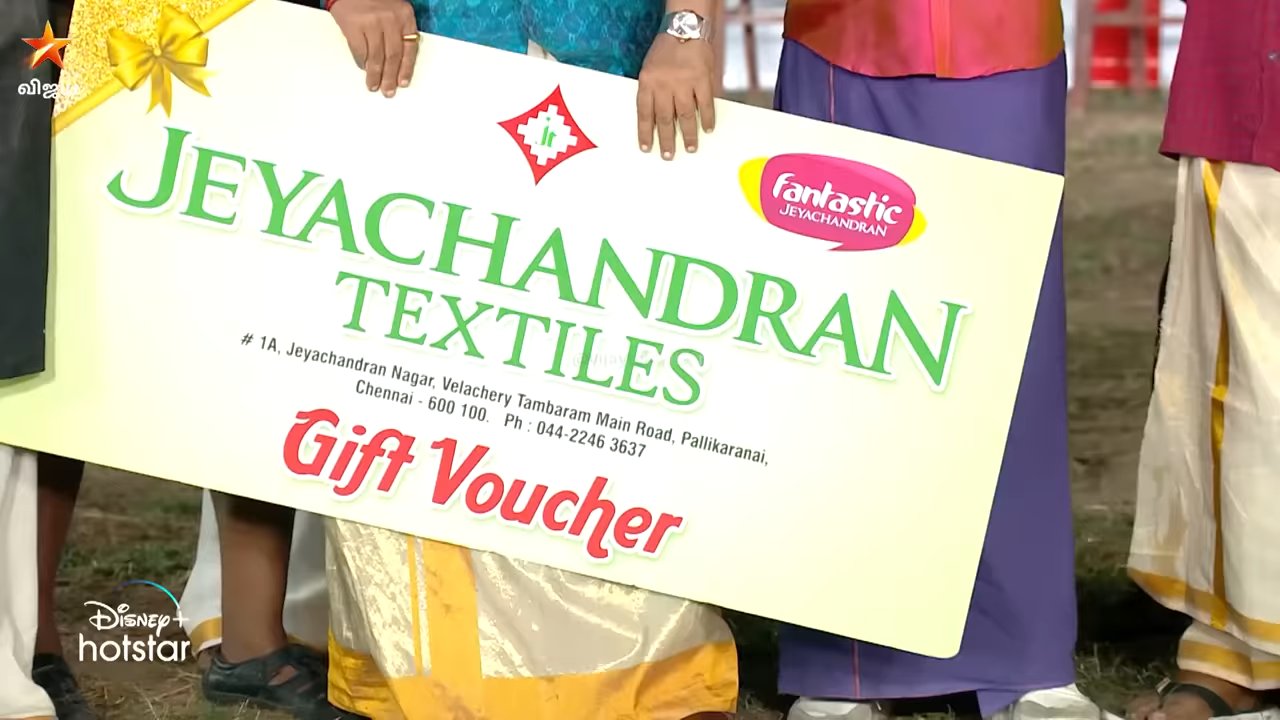 விஜய்
jt
fantastic
JEYACHANDRAN
JEYACHANDRAN
TEXTILES
# 1A, Jeyachandran Nagar, Velachery Tambaram Main Road, Pallikaranai,
Chennai - 600 100. Ph : 044-2246 3637
Gift Voucher
Disney+
hotstar